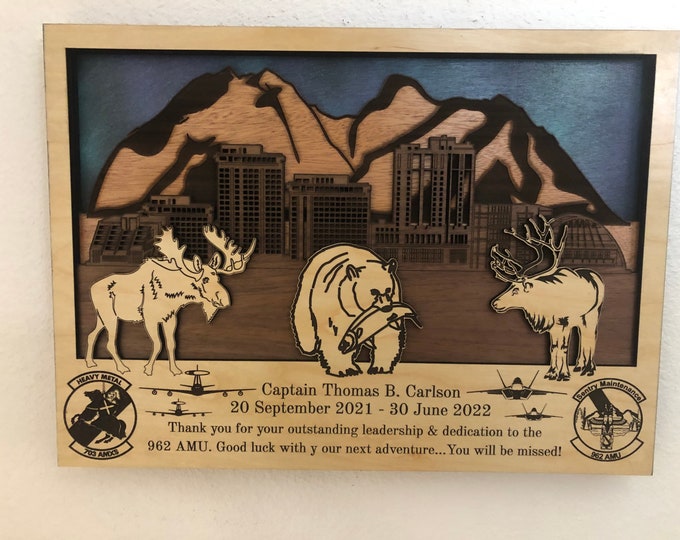 Captain Thomas B. Carlson
20 September 2021 - 30 June 2022
Thank you for your outstanding leadership & dedication to the
962 AMU. Good luck with y our next adventure...You will be missed!
HEAVY METAL
703 AMXS
Sentry Maintenance
962 AMU